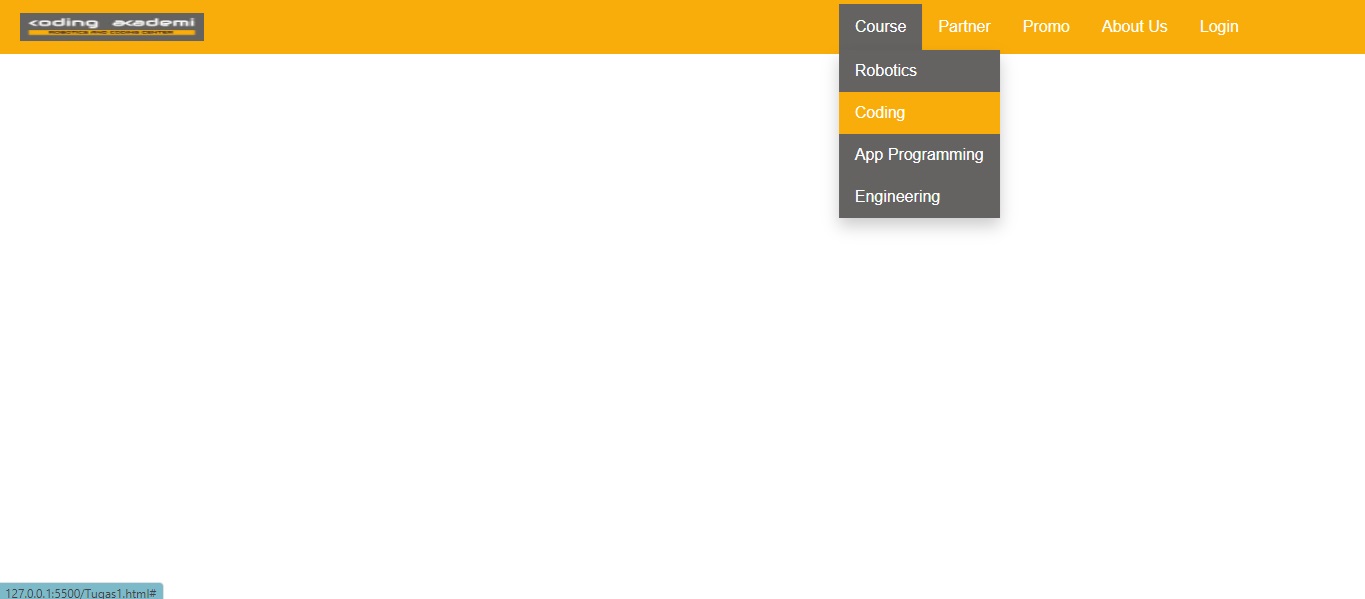 coding akademi
ROBOTICS AND CODING CENTER
Course Partner Promo About Us Login
Robotics
Coding
App Programming
Engineering
127.0.0.1:5500/Tugas1.html#